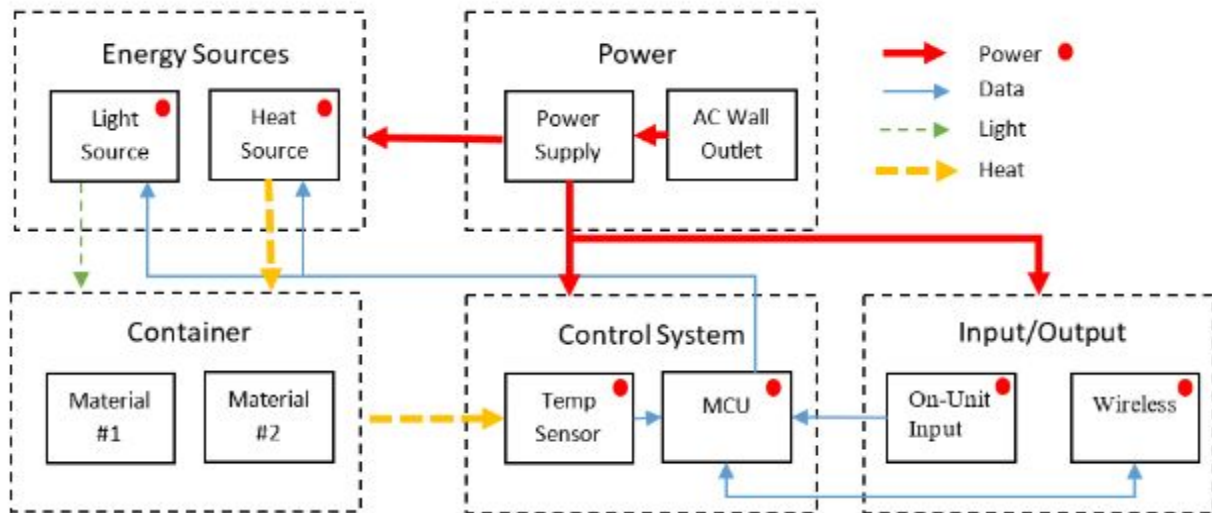 Energy Sources
Light
Source
Heat
Source
Power
Power
Supply
AC Wall
Outlet
Power
Data
Light
Heat
Container
Material
#1
Material
#2
Control System
Temp
Sensor
MCU
Input/Output
On-Unit
Input
Wireless